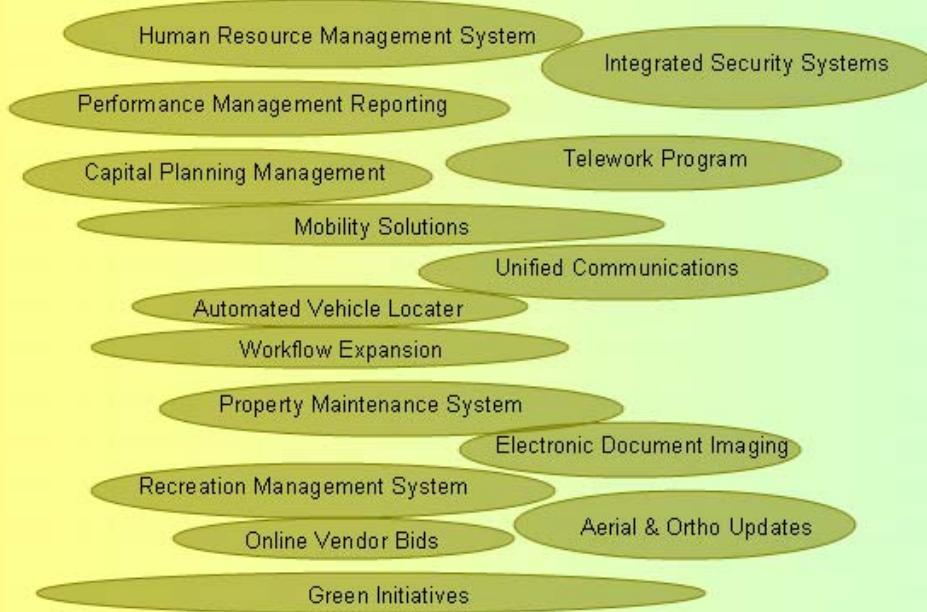 Human Resource Management System
Integrated Security Systems
Performance Management Reporting
Telework Program
Capital Planning Management
Mobility Solutions
Unified Communications
Automated Vehicle Locater
Workflow Expansion
Property Maintenance System
Electronic Document Imaging
Recreation Management System
Aerial & Ortho Updates
Online Vendor Bids
Green Initiatives